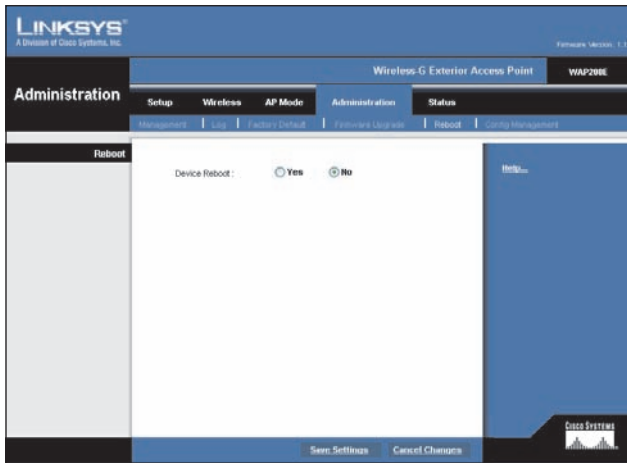 LINKSYS®
A Division of Cisco Systems, Inc.
Firmware Version: 1.1
Wireless-G Exterior Access Point WAP200E
Administration
Setup Wireless AP Mode Administration Status
Management Log Factory Default Firmware Upgrade Reboot Config Management
Reboot
Device Reboot : Yes No
Help...
Save Settings Cancel Changes
CISCO SYSTEMS